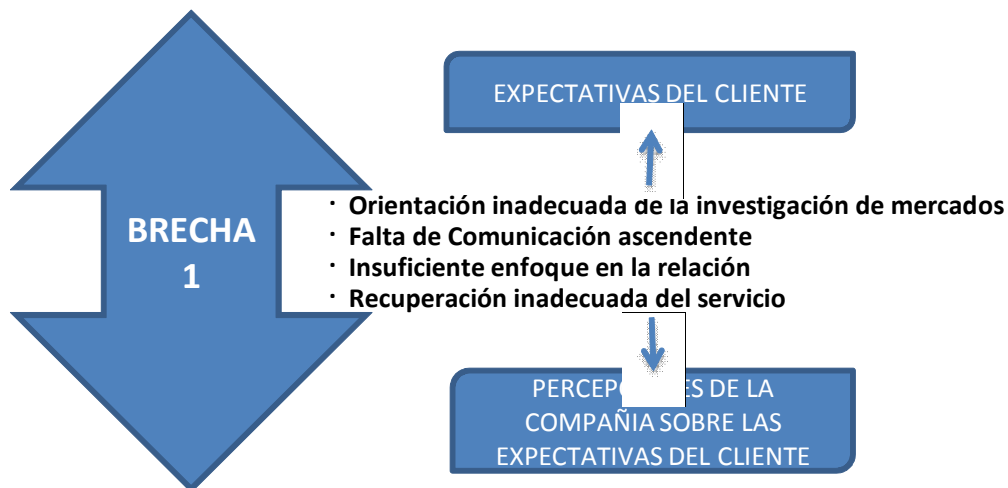 EXPECTATIVAS DEL CLIENTE
BRECHA
1
· Orientación inadecuada de la investigación de mercados
· Falta de Comunicación ascendente
· Insuficiente enfoque en la relación
· Recuperación inadecuada del servicio
PERCEPCIONES DE LA
COMPAÑIA SOBRE LAS
EXPECTATIVAS DEL CLIENTE